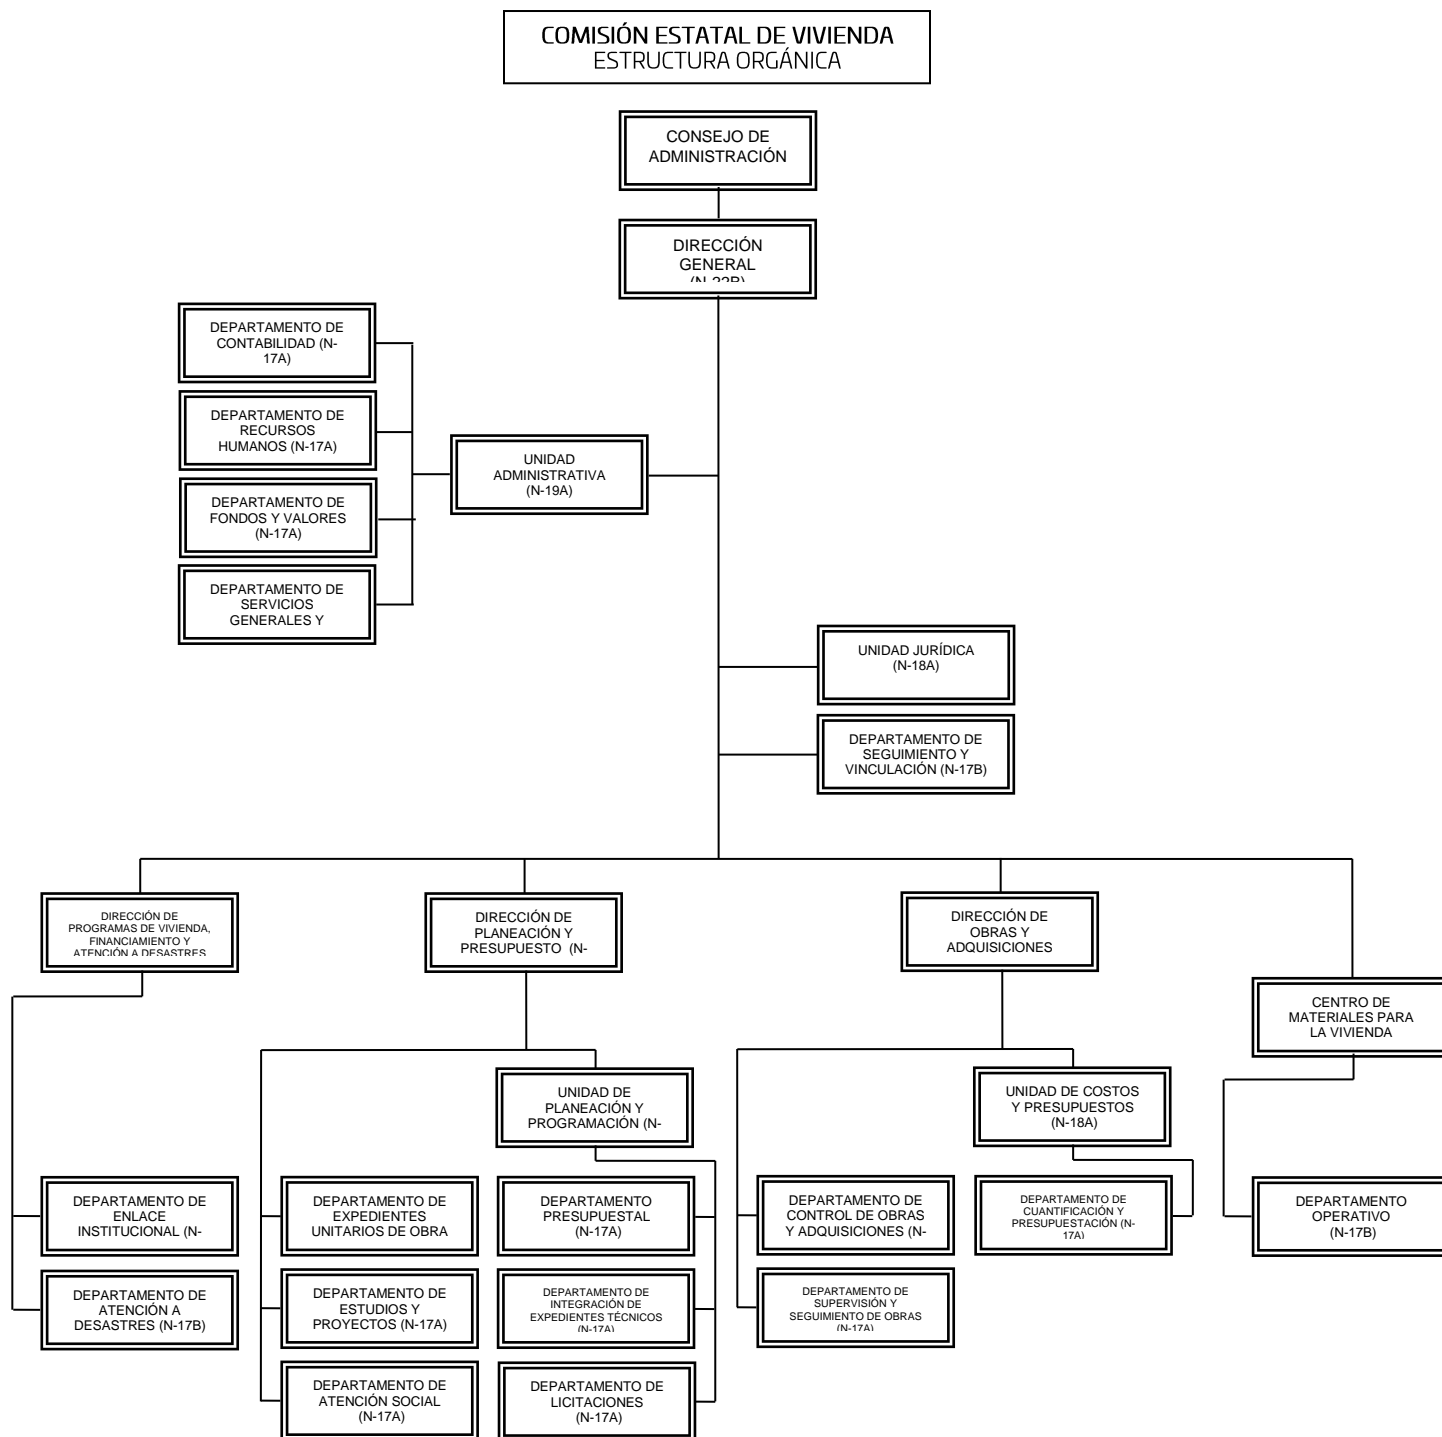 COMISIÓN ESTATAL DE VIVIENDA
ESTRUCTURA ORGÁNICA
CONSEJO DE
ADMINISTRACIÓN
DIRECCIÓN
GENERAL
(N-22B)
DEPARTAMENTO DE
CONTABILIDAD (N-
17A)
DEPARTAMENTO DE
RECURSOS
HUMANOS (N-17A)
UNIDAD
ADMINISTRATIVA
(N-19A)
DEPARTAMENTO DE
FONDOS Y VALORES
(N-17A)
DEPARTAMENTO DE
SERVICIOS
GENERALES Y
UNIDAD JURÍDICA
(N-18A)
DEPARTAMENTO DE
SEGUIMIENTO Y
VINCULACIÓN (N-17B)
DIRECCIÓN DE
PROGRAMAS DE VIVIENDA,
FINANCIAMIENTO Y
ATENCIÓN A DESASTRES
DIRECCIÓN DE
PLANEACIÓN Y
PRESUPUESTO (N-
DIRECCIÓN DE
OBRAS Y
ADQUISICIONES
CENTRO DE
MATERIALES PARA
LA VIVIENDA
UNIDAD DE
PLANEACIÓN Y
PROGRAMACIÓN (N-
UNIDAD DE COSTOS
Y PRESUPUESTOS
(N-18A)
DEPARTAMENTO DE
ENLACE
INSTITUCIONAL (N-
DEPARTAMENTO DE
EXPEDIENTES
UNITARIOS DE OBRA
DEPARTAMENTO
PRESUPUESTAL
(N-17A)
DEPARTAMENTO DE
CONTROL DE OBRAS
Y ADQUISICIONES (N-
DEPARTAMENTO DE
CUANTIFICACIÓN Y
PRESUPUESTACIÓN (N-
17A)
DEPARTAMENTO
OPERATIVO
(N-17B)
DEPARTAMENTO DE
ATENCIÓN A
DESASTRES (N-17B)
DEPARTAMENTO DE
ESTUDIOS Y
PROYECTOS (N-17A)
DEPARTAMENTO DE
INTEGRACIÓN DE
EXPEDIENTES TÉCNICOS
(N-17A)
DEPARTAMENTO DE
SUPERVISIÓN Y
SEGUIMIENTO DE OBRAS
(N-17A)
DEPARTAMENTO DE
ATENCIÓN SOCIAL
(N-17A)
DEPARTAMENTO DE
LICITACIONES
(N-17A)